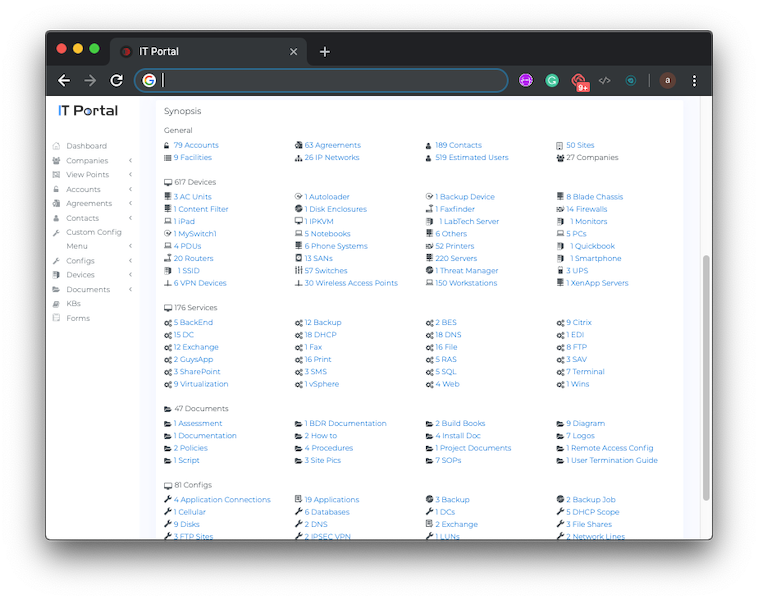 IT Portal
9+
a
IT Portal
Dashboard
Companies
View Points
Accounts
Agreements
Contacts
Custom Config
Menu
Configs
Devices
Documents
KBs
Forms
Synopsis
General
79 Accounts 63 Agreements 189 Contacts 50 Sites
9 Facilities 26 IP Networks 519 Estimated Users 27 Companies
617 Devices
3 AC Units 1 Autoloader 1 Backup Device 8 Blade Chassis
1 Content Filter 1 Disk Enclosures 1 Faxfinder 14 Firewalls
1 iPad 1 IPKVM 1 LabTech Server 1 Monitors
1 MySwitch1 5 Notebooks 6 Others 5 PCs
4 PDUs 6 Phone Systems 52 Printers 1 Quickbook
20 Routers 13 SANs 220 Servers 1 Smartphone
1 SSID 57 Switches 1 Threat Manager 3 UPS
6 VPN Devices 30 Wireless Access Points 150 Workstations 1 XenApp Servers
176 Services
5 BackEnd 12 Backup 2 BES 9 Citrix
15 DC 18 DHCP 18 DNS 1 EDI
12 Exchange 1 Fax 16 File 8 FTP
2 GuysApp 16 Print 5 RAS 3 SAV
3 SharePoint 3 SMS 5 SQL 7 Terminal
9 Virtualization 1 vSphere 4 Web 1 Wins
47 Documents
1 Assessment 1 BDR Documentation 2 Build Books 9 Diagram
1 Documentation 2 How to 4 Install Doc 7 Logos
2 Policies 4 Procedures 1 Project Documents 1 Remote Access Config
1 Script 3 Site Pics 7 SOPs 1 User Termination Guide
81 Configs
4 Application Connections 19 Applications 3 Backup 2 Backup Job
1 Cellular 6 Databases 1 DCs 5 DHCP Scope
9 Disks 2 DNS 2 Exchange 3 File Shares
3 FTP Sites 2 IPSEC VPN 1 LUNs 2 Network Lines